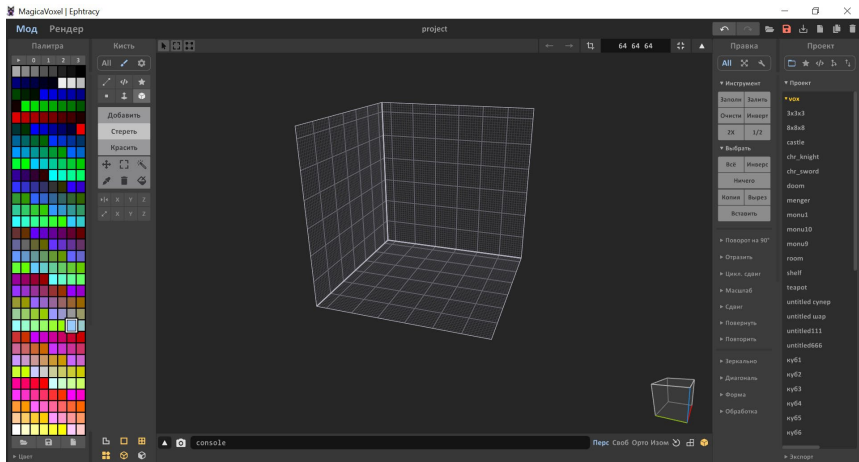 MagicaVoxel | Ephtracy
Мод Рендер
project
Палитра
Кисть
Правка
Проект
0 1 2 3
All
64 64 64
All
Инструмент
Проект
Заполн Залить
vox
Добавить
Очисти Инверт
3x3x3
Стереть
2X 1/2
8x8x8
Красить
Выбрать
castle
Всё Инверс
chr_knight
Ничего
chr_sword
Копия Вырез
doom
X Y Z
Вставить
menger
X Y Z
monu1
monu10
Поворот на 90°
monu9
Отразить
room
Цикл. сдвиг
shelf
Масштаб
teapot
Сдвиг
untitled супер
Повернуть
untitled шар
Повторить
untitled111
untitled666
Зеркально
куб1
Диагональ
куб2
Форма
куб3
Обработка
куб4
куб5
куб6
console
Перс Своб Орто Изом
Цвет
Экспорт